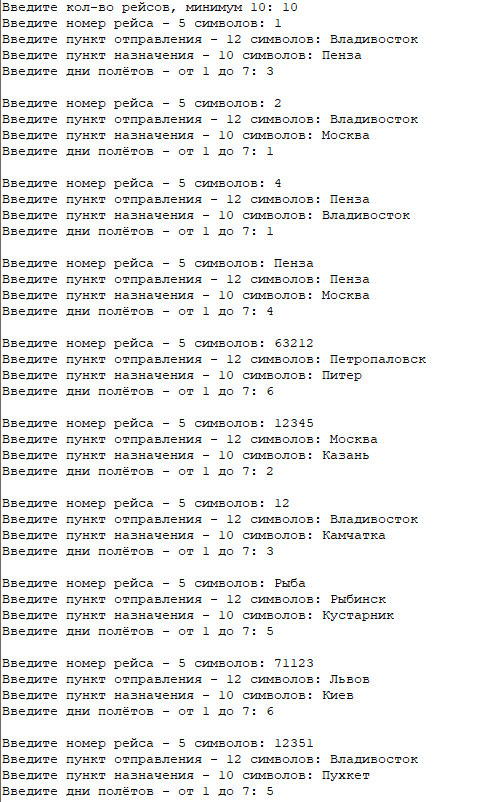 Введите кол-во рейсов, минимум 10: 10
Введите номер рейса - 5 символов: 1
Введите пункт отправления - 12 символов: Владивосток
Введите пункт назначения - 10 символов: Пенза
Введите дни полётов - от 1 до 7: 3
Введите номер рейса - 5 символов: 2
Введите пункт отправления - 12 символов: Владивосток
Введите пункт назначения - 10 символов: Москва
Введите дни полётов - от 1 до 7: 1
Введите номер рейса - 5 символов: 4
Введите пункт отправления - 12 символов: Пенза
Введите пункт назначения - 10 символов: Владивосток
Введите дни полётов - от 1 до 7: 1
Введите номер рейса - 5 символов: Пенза
Введите пункт отправления - 12 символов: Пенза
Введите пункт назначения - 10 символов: Москва
Введите дни полётов - от 1 до 7: 4
Введите номер рейса - 5 символов: 63212
Введите пункт отправления - 12 символов: Петропаловск
Введите пункт назначения - 10 символов: Питер
Введите дни полётов - от 1 до 7: 6
Введите номер рейса - 5 символов: 12345
Введите пункт отправления - 12 символов: Москва
Введите пункт назначения - 10 символов: Казань
Введите дни полётов - от 1 до 7: 2
Введите номер рейса - 5 символов: 12
Введите пункт отправления - 12 символов: Владивосток
Введите пункт назначения - 10 символов: Камчатка
Введите дни полётов - от 1 до 7: 3
Введите номер рейса - 5 символов: Рыба
Введите пункт отправления - 12 символов: Рыбинск
Введите пункт назначения - 10 символов: Кустарник
Введите дни полётов - от 1 до 7: 5
Введите номер рейса - 5 символов: 71123
Введите пункт отправления - 12 символов: Львов
Введите пункт назначения - 10 символов: Киев
Введите дни полётов - от 1 до 7: 6
Введите номер рейса - 5 символов: 12351
Введите пункт отправления - 12 символов: Владивосток
Введите пункт назначения - 10 символов: Пухкет
Введите дни полётов - от 1 до 7: 5